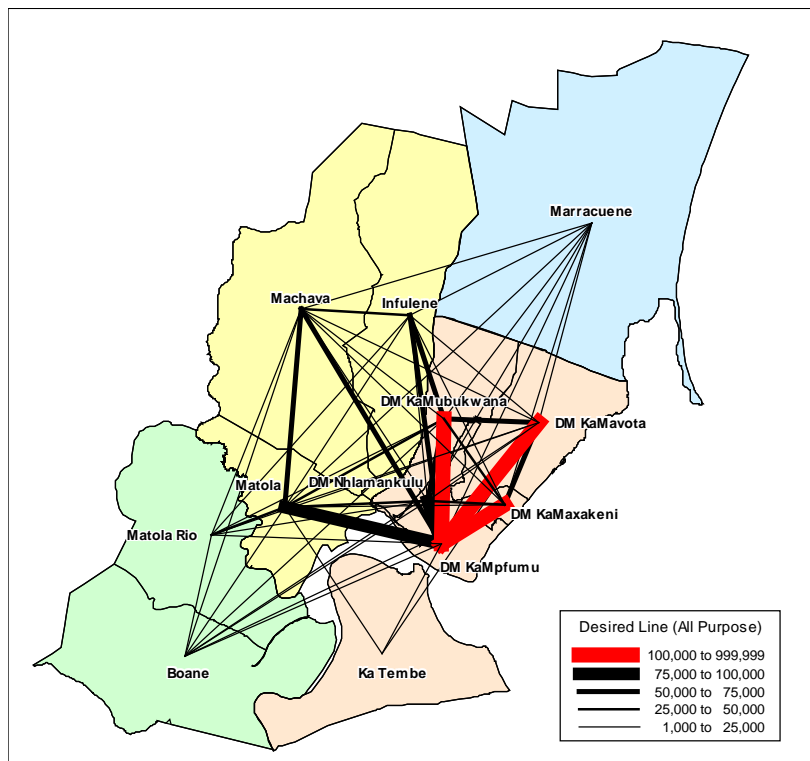 Marracuene
Machava
Infulene
DM KaMubukwana
DM KaMavota
DM Nhlamankulu
Matola
DM KaMaxakeni
Matola Rio
DM KaMpfumu
Boane
Ka Tembe
Desired Line (All Purpose)
100,000 to 999,999
75,000 to 100,000
50,000 to 75,000
25,000 to 50,000
1,000 to 25,000